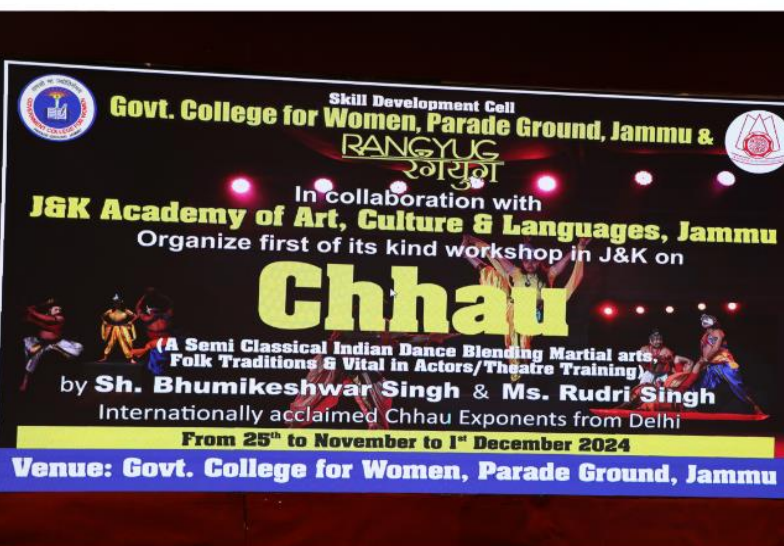 Skill Development Cell
Govt. College for Women, Parade Ground, Jammu &
RANGYUG
रंगयुग
In collaboration with
J&K Academy of Art, Culture & Languages, Jammu
Organize first of its kind workshop in J&K on
Chhau
(A Semi Classical Indian Dance Blending Martial arts,
Folk Traditions & Vital in Actors/Theatre Training),
by Sh. Bhumikeshwar Singh & Ms. Rudri Singh
Internationally acclaimed Chhau Exponents from Delhi
From 25th to November to 1st December 2024
Venue: Govt. College for Women, Parade Ground, Jammu